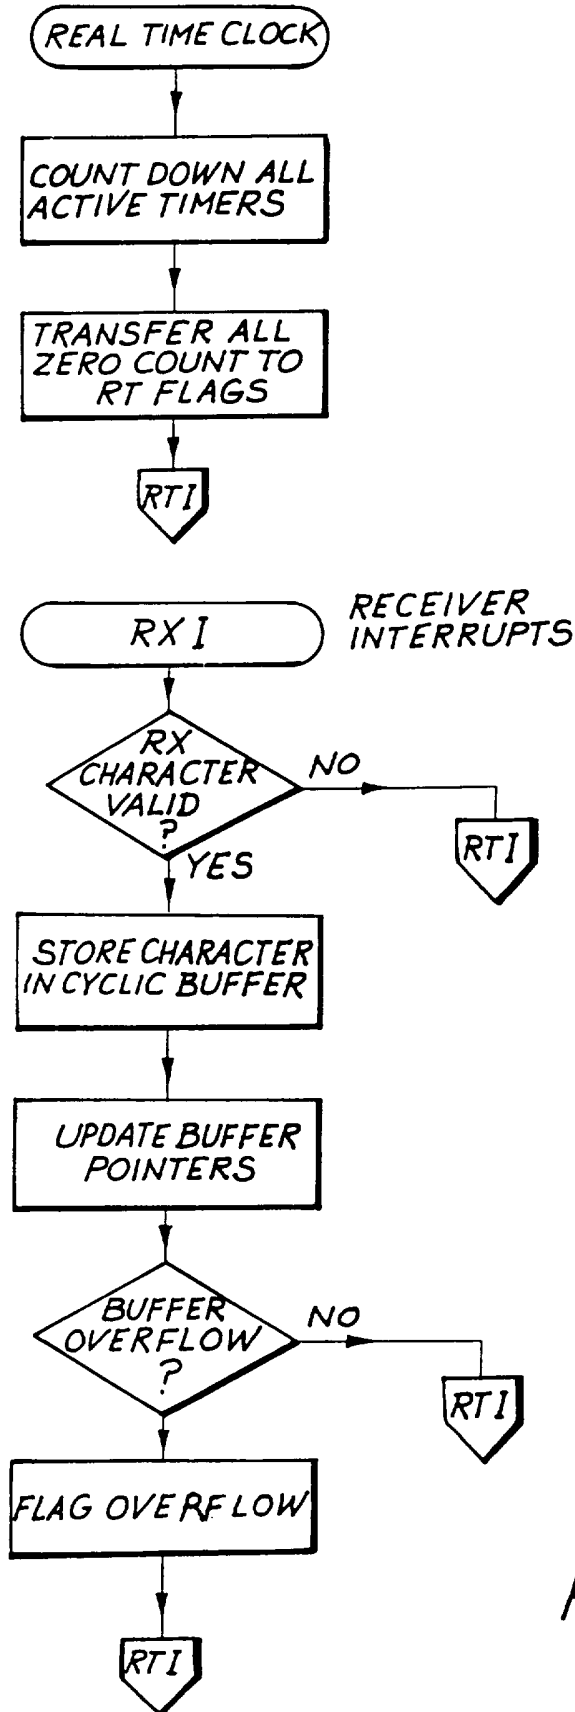 REAL TIME CLOCK
COUNT DOWN ALL
ACTIVE TIMERS
TRANSFER ALL
ZERO COUNT TO
RT FLAGS
RTI
RXI
RECEIVER
INTERRUPTS
RX
CHARACTER
VALID
?
NO
RTI
YES
STORE CHARACTER
IN CYCLIC BUFFER
UPDATE BUFFER
POINTERS
BUFFER
OVERFLOW
?
NO
RTI
FLAG OVERFLOW
RTI